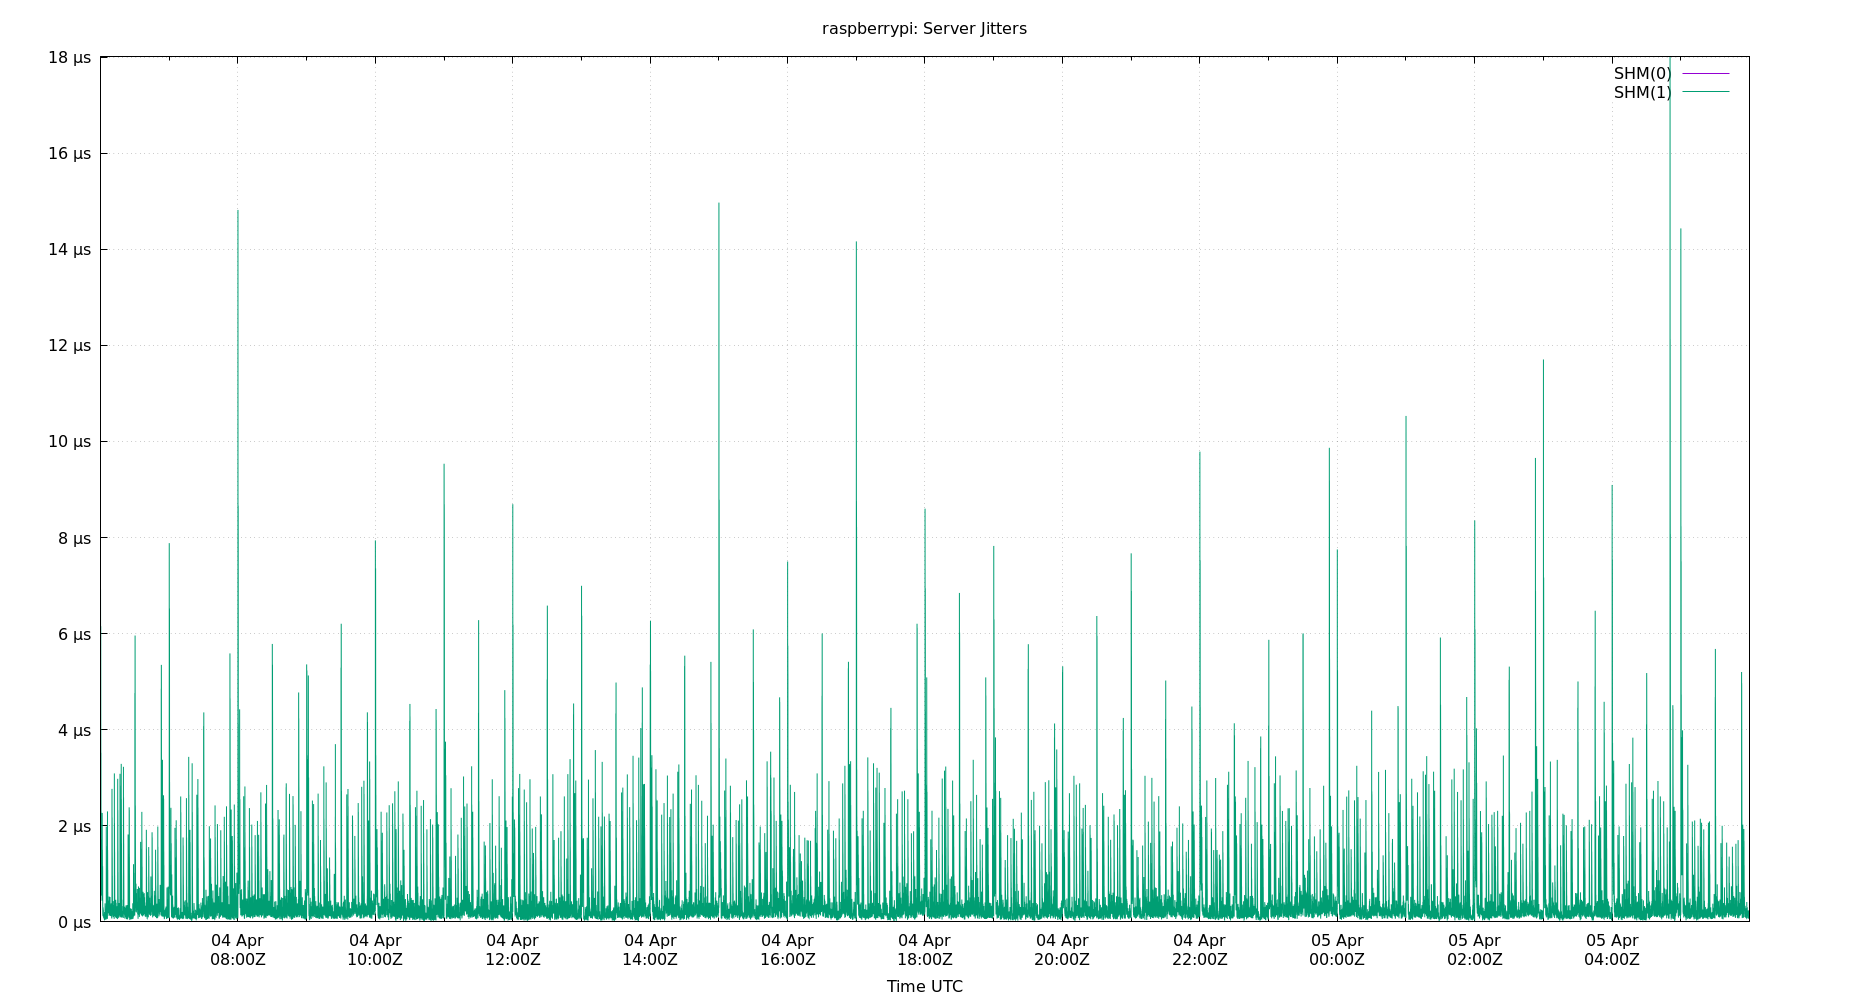 raspberrypi: Server Jitters
18 µs
16 µs
14 µs
12 µs
10 µs
8 µs
6 µs
4 µs
2 µs
0 µs
SHM(0)
SHM(1)
04 Apr 04 Apr 04 Apr 04 Apr 04 Apr 04 Apr 04 Apr 04 Apr 05 Apr 05 Apr 05 Apr
08:00Z 10:00Z 12:00Z 14:00Z 16:00Z 18:00Z 20:00Z 22:00Z 00:00Z 02:00Z 04:00Z
Time UTC